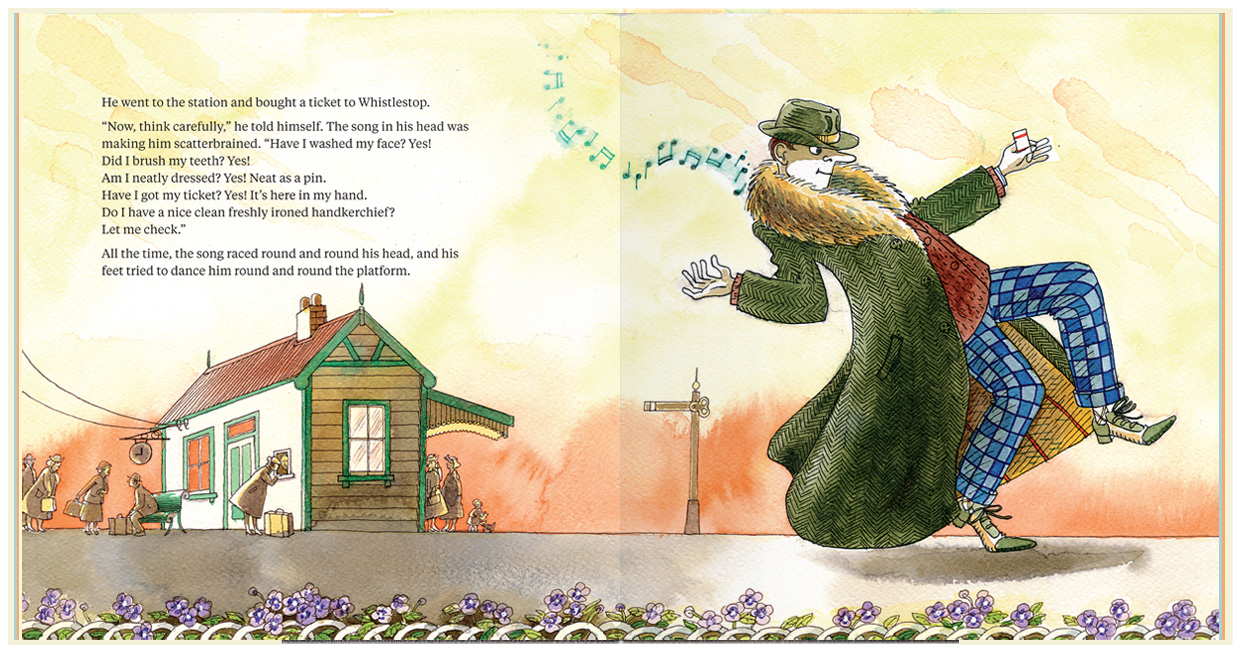 He went to the station and bought a ticket to Whistlestop.
“Now, think carefully,” he told himself. The song in his head was
making him scatterbrained. “Have I washed my face? Yes!
Did I brush my teeth? Yes!
Am I neatly dressed? Yes! Neat as a pin.
Have I got my ticket? Yes! It’s here in my hand.
Do I have a nice clean freshly ironed handkerchief?
Let me check.”
All the time, the song raced round and round his head, and his
feet tried to dance him round and round the platform.